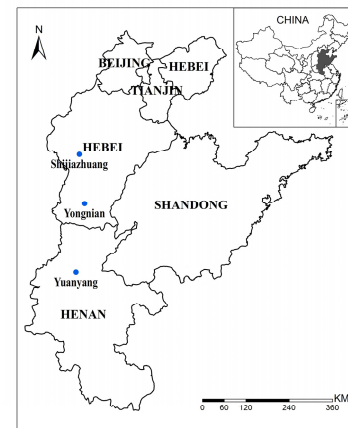 N
CHINA
BEIJING
HEBEI
TIANJIN
HEBEI
Shijiazhuang
Yongnian
SHANDONG
Yuanyang
HENAN
KM
0 60 120 240 360